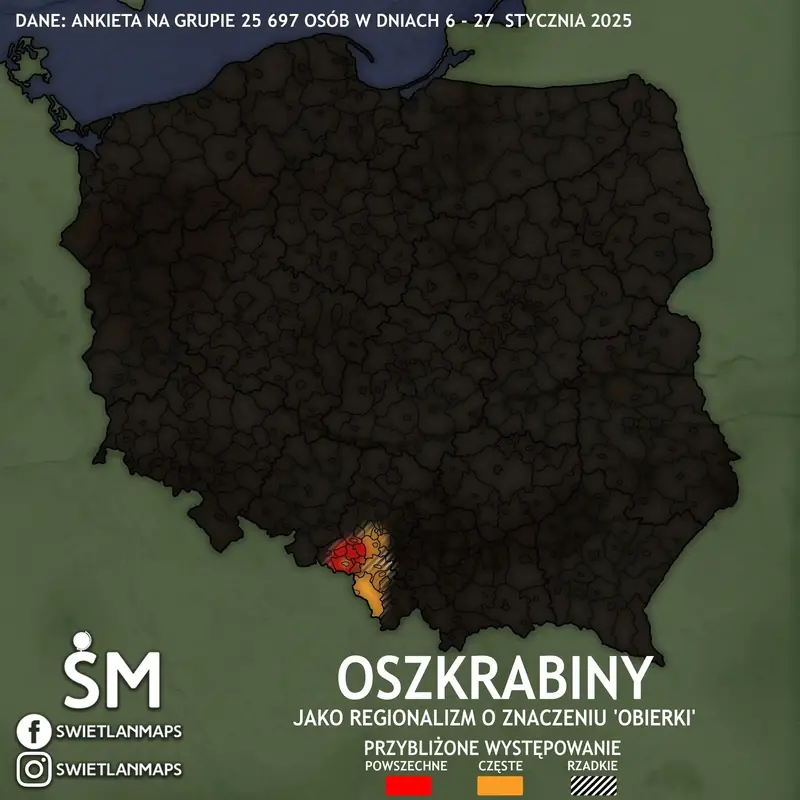 DANE: ANKIETA NA GRUPIE 25 697 OSÓB W DNIACH 6 - 27 STYCZNIA 2025
ŚM
SWIETLANMAPS
SWIETLANMAPS
OSZKRABINY
JAKO REGIONALIZM O ZNACZENIU 'OBIERKI'
PRZYBLIŻONE WYSTĘPOWANIE
POWSZECHNE CZĘSTE RZADKIE